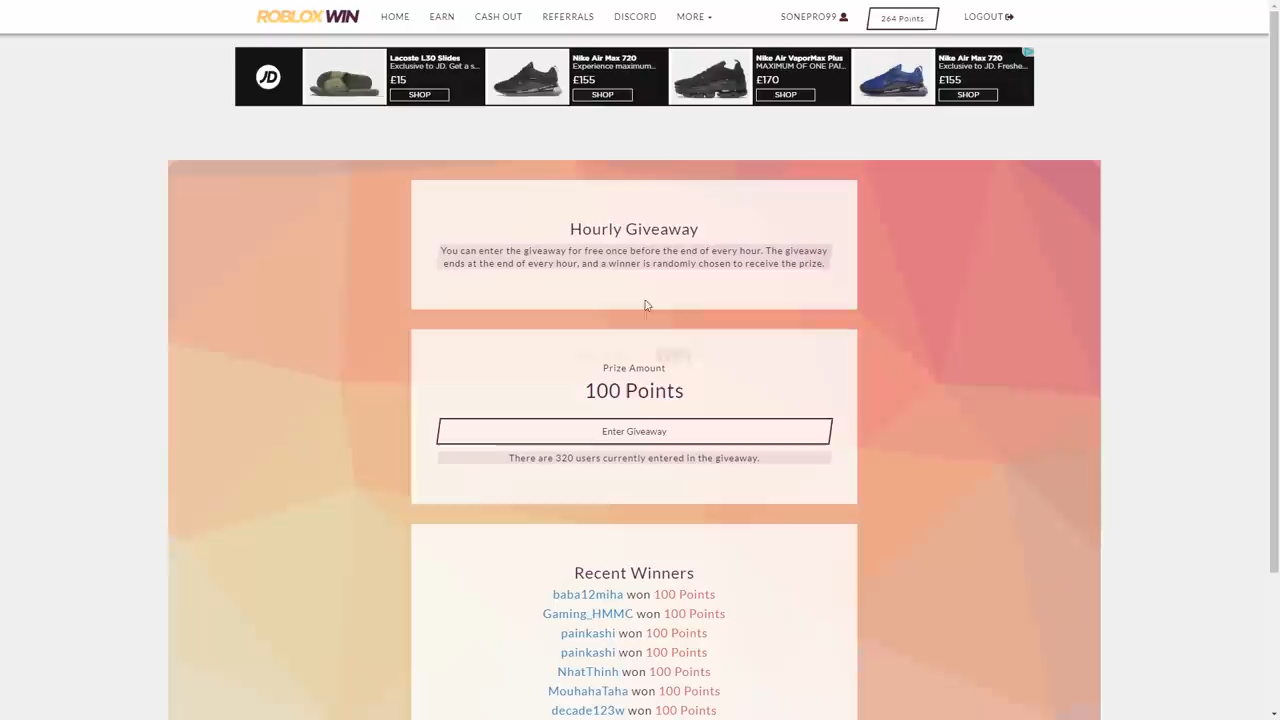 ROBLOX WIN HOME EARN CASH OUT REFERRALS DISCORD MORE SONEPRO99 264 Points LOGOUT
JD
Lacoste L30 Slides
Exclusive to JD. Get a s...
£15
SHOP
Nike Air Max 720
Experience maximum...
£155
SHOP
Nike Air VaporMax Plus
MAXIMUM OF ONE PAI...
£170
SHOP
Nike Air Max 720
Exclusive to JD. Freshe...
£155
SHOP
Hourly Giveaway
You can enter the giveaway for free once before the end of every hour. The giveaway
ends at the end of every hour, and a winner is randomly chosen to receive the prize.
Prize Amount
100 Points
Enter Giveaway
There are 320 users currently entered in the giveaway.
Recent Winners
baba12miha won 100 Points
Gaming_HMMC won 100 Points
painkashi won 100 Points
painkashi won 100 Points
NhatThinh won 100 Points
MouhahaTaha won 100 Points
decade123w won 100 Points